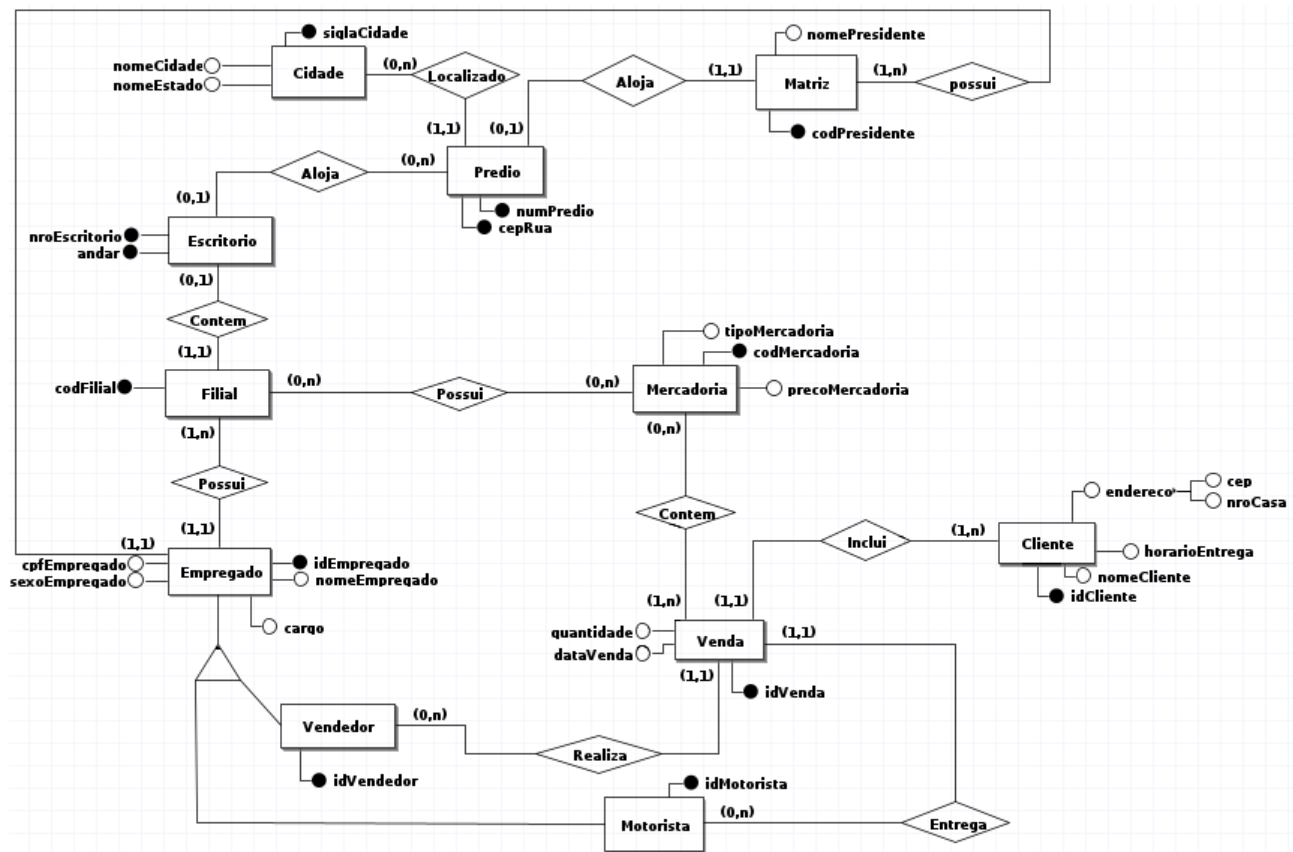 siglaCidade
nomePresidente
nomeCidade
nomeEstado
Cidade
(0,n)
Localizado
Aloja
(1,1)
Matriz
(1,n)
possui
codPresidente
(1,1)
(0,1)
Aloja
(0,n)
Predio
(0,1)
numPredio
cepRua
nroEscritorio
andar
Escritorio
(0,1)
Contem
(1,1)
tipoMercadoria
codMercadoria
codFilial
Filial
(0,n)
Possui
(0,n)
Mercadoria
precoMercadoria
(1,n)
(0,n)
Possui
Contem
endereco
cep
nroCasa
(1,1)
(1,1)
Inclui
(1,n)
Cliente
horarioEntrega
cpfEmpregado
sexoEmpregado
Empregado
idEmpregado
nomeEmpregado
nomeCliente
idCliente
cargo
(1,n)
(1,1)
quantidade
dataVenda
Venda
(1,1)
(1,1)
idVenda
Vendedor
(0,n)
Realiza
idVendedor
idMotorista
Motorista
(0,n)
Entrega